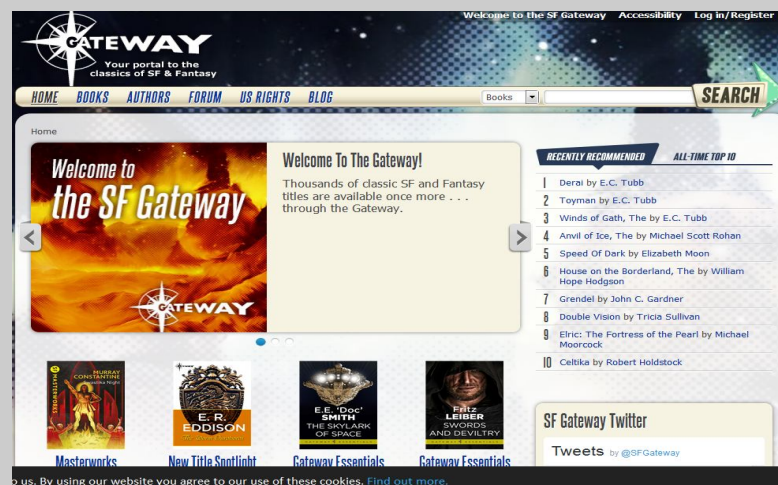 Welcome to the SF Gateway Accessibility Log in/Register
GATEWAY
Your portal to the
classics of SF & Fantasy
HOME BOOKS AUTHORS FORUM US RIGHTS BLOG
Books
SEARCH
Home
Welcome to
the SF Gateway
GATEWAY
Welcome To The Gateway!
Thousands of classic SF and Fantasy
titles are available once more . . .
through the Gateway.
RECENTLY RECOMMENDED ALL-TIME TOP 10
1 Derai by E.C. Tubb
2 Toyman by E.C. Tubb
3 Winds of Gath, The by E.C. Tubb
4 Anvil of Ice, The by Michael Scott Rohan
5 Speed Of Dark by Elizabeth Moon
6 House on the Borderland, The by William
Hope Hodgson
7 Grendel by John C. Gardner
8 Double Vision by Tricia Sullivan
9 Elric: The Fortress of the Pearl by Michael
Moorcock
10 Celtika by Robert Holdstock
MASTERWORKS
MURRAY
CONSTANTINE
Swastika Night
Masterworks
E. R.
EDDISON
New Title Spotlight
E.E. 'Doc'
SMITH
THE SKYLARK
OF SPACE
Gateway Essentials
Fritz
LEIBER
SWORDS
AND DEVILTRY
Gateway Essentials
SF Gateway Twitter
Tweets by @SFGateway
o us. By using our website you agree to our use of these cookies. Find out more.